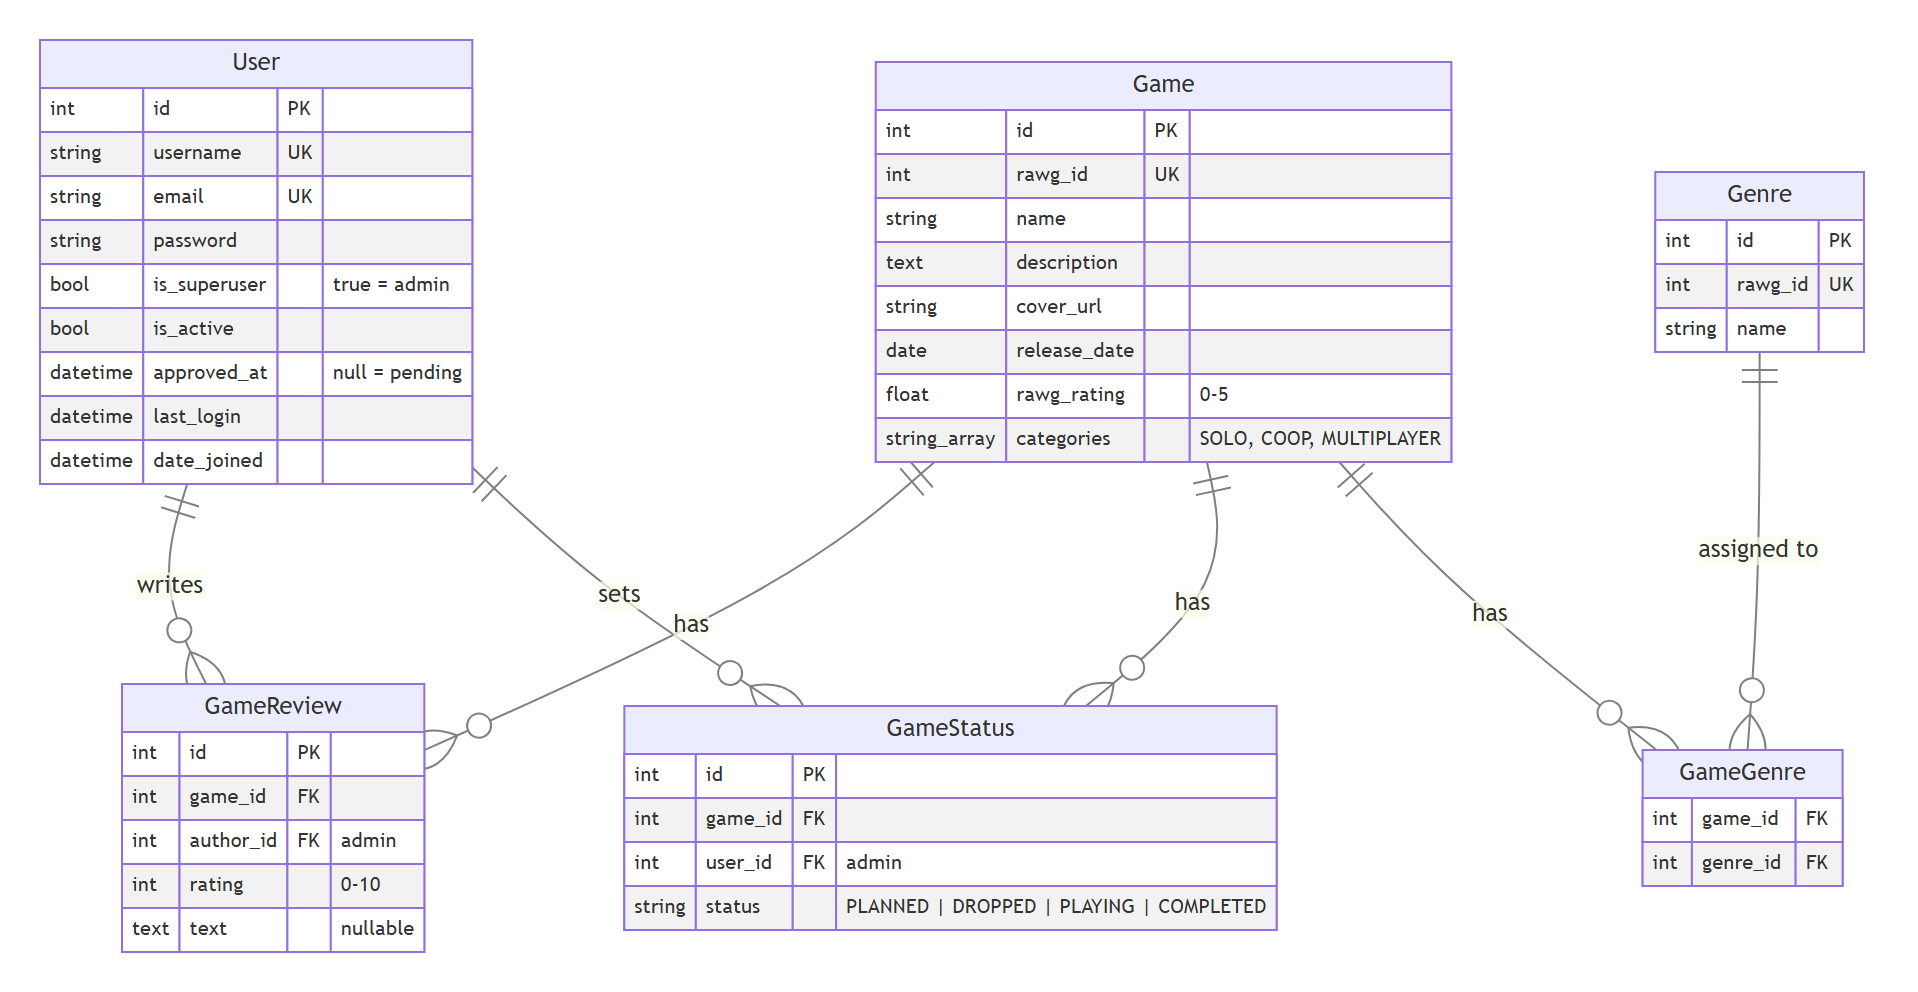 User
int id PK
string username UK
string email UK
string password
bool is_superuser true = admin
bool is_active
datetime approved_at null = pending
datetime last_login
datetime date_joined
Game
int id PK
int rawg_id UK
string name
text description
string cover_url
date release_date
float rawg_rating 0-5
string_array categories SOLO, COOP, MULTIPLAYER
Genre
int id PK
int rawg_id UK
string name
writes
sets
has
has
has
assigned to
GameReview
int id PK
int game_id FK
int author_id FK admin
int rating 0-10
text text nullable
GameStatus
int id PK
int game_id FK
int user_id FK admin
string status PLANNED | DROPPED | PLAYING | COMPLETED
GameGenre
int game_id FK
int genre_id FK